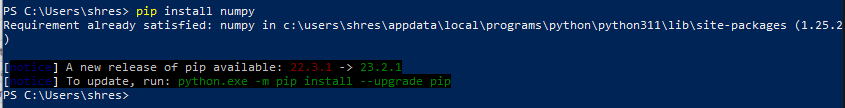 PS C:\Users\shres> pip install numpy
Requirement already satisfied: numpy in c:\users\shres\appdata\local\programs\python\python311\lib\site-packages (1.25.2
)
[notice] A new release of pip available: 22.3.1 -> 23.2.1
[notice] To update, run: python.exe -m pip install --upgrade pip
PS C:\Users\shres>